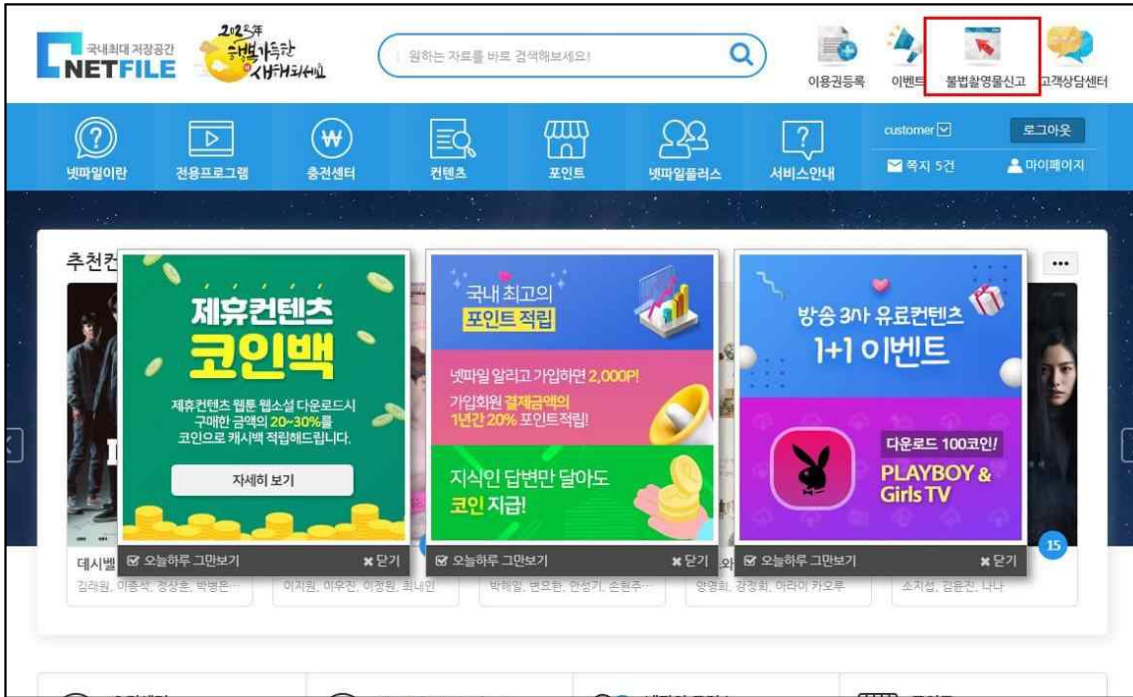 국내최대 저장공간
NETFILE
2023年
행복가득한
새해되세요
원하는 자료를 바로 검색해보세요!
이용권등록
이벤트
불법촬영물신고
고객상담센터
넷파일이란
전용프로그램
충전센터
컨텐츠
포인트
넷파일플러스
서비스안내
customer
로그아웃
쪽지 5건
마이페이지
추천컨
제휴컨텐츠
코인백
제휴컨텐츠 웹툰 웹소설 다운로드시
구매한 금액의 20~30%를
코인으로 캐시백 적립해드립니다.
자세히 보기
오늘하루 그만보기
닫기
국내 최고의
포인트 적립
넷파일 알리고 가입하면 2,000P!
가입회원 결제금액의
1년간 20% 포인트적립!
지식인 답변만 달아도
코인 지급!
오늘하루 그만보기
닫기
방송 3사 유료컨텐츠
1+1 이벤트
다운로드 100코인!
PLAYBOY &
Girls TV
오늘하루 그만보기
닫기
15
데시벨
김래원, 이종석, 정상훈, 박병은…
이지원, 이우진, 이정원, 최내인
박해일, 변요한, 안성기, 손현주…
양영희, 강정희, 아라이 카오루
소지섭, 김윤진, 나나